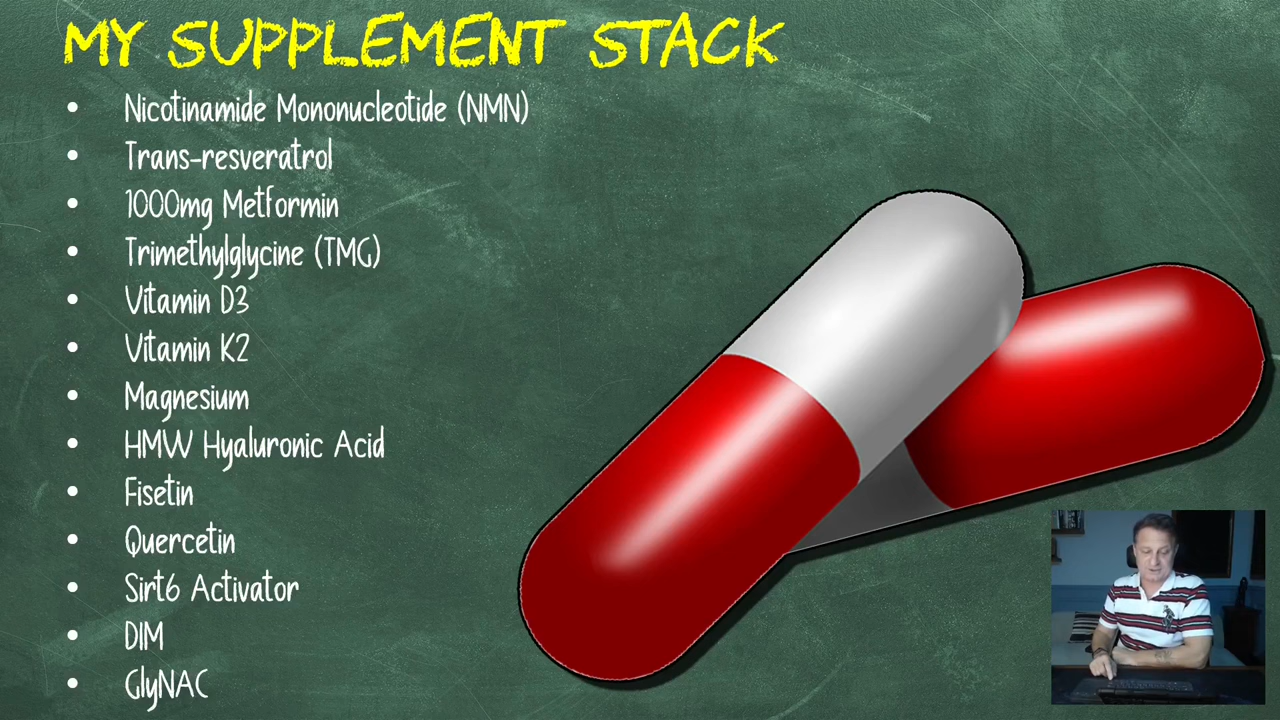 MY SUPPLEMENT STACK
• Nicotinamide Mononucleotide (NMN)
• Trans-resveratrol
• 1000mg Metformin
• Trimethylglycine (TMG)
• Vitamin D3
• Vitamin K2
• Magnesium
• HMW Hyaluronic Acid
• Fisetin
• Quercetin
• Sirt6 Activator
• DIM
• GlyNAC